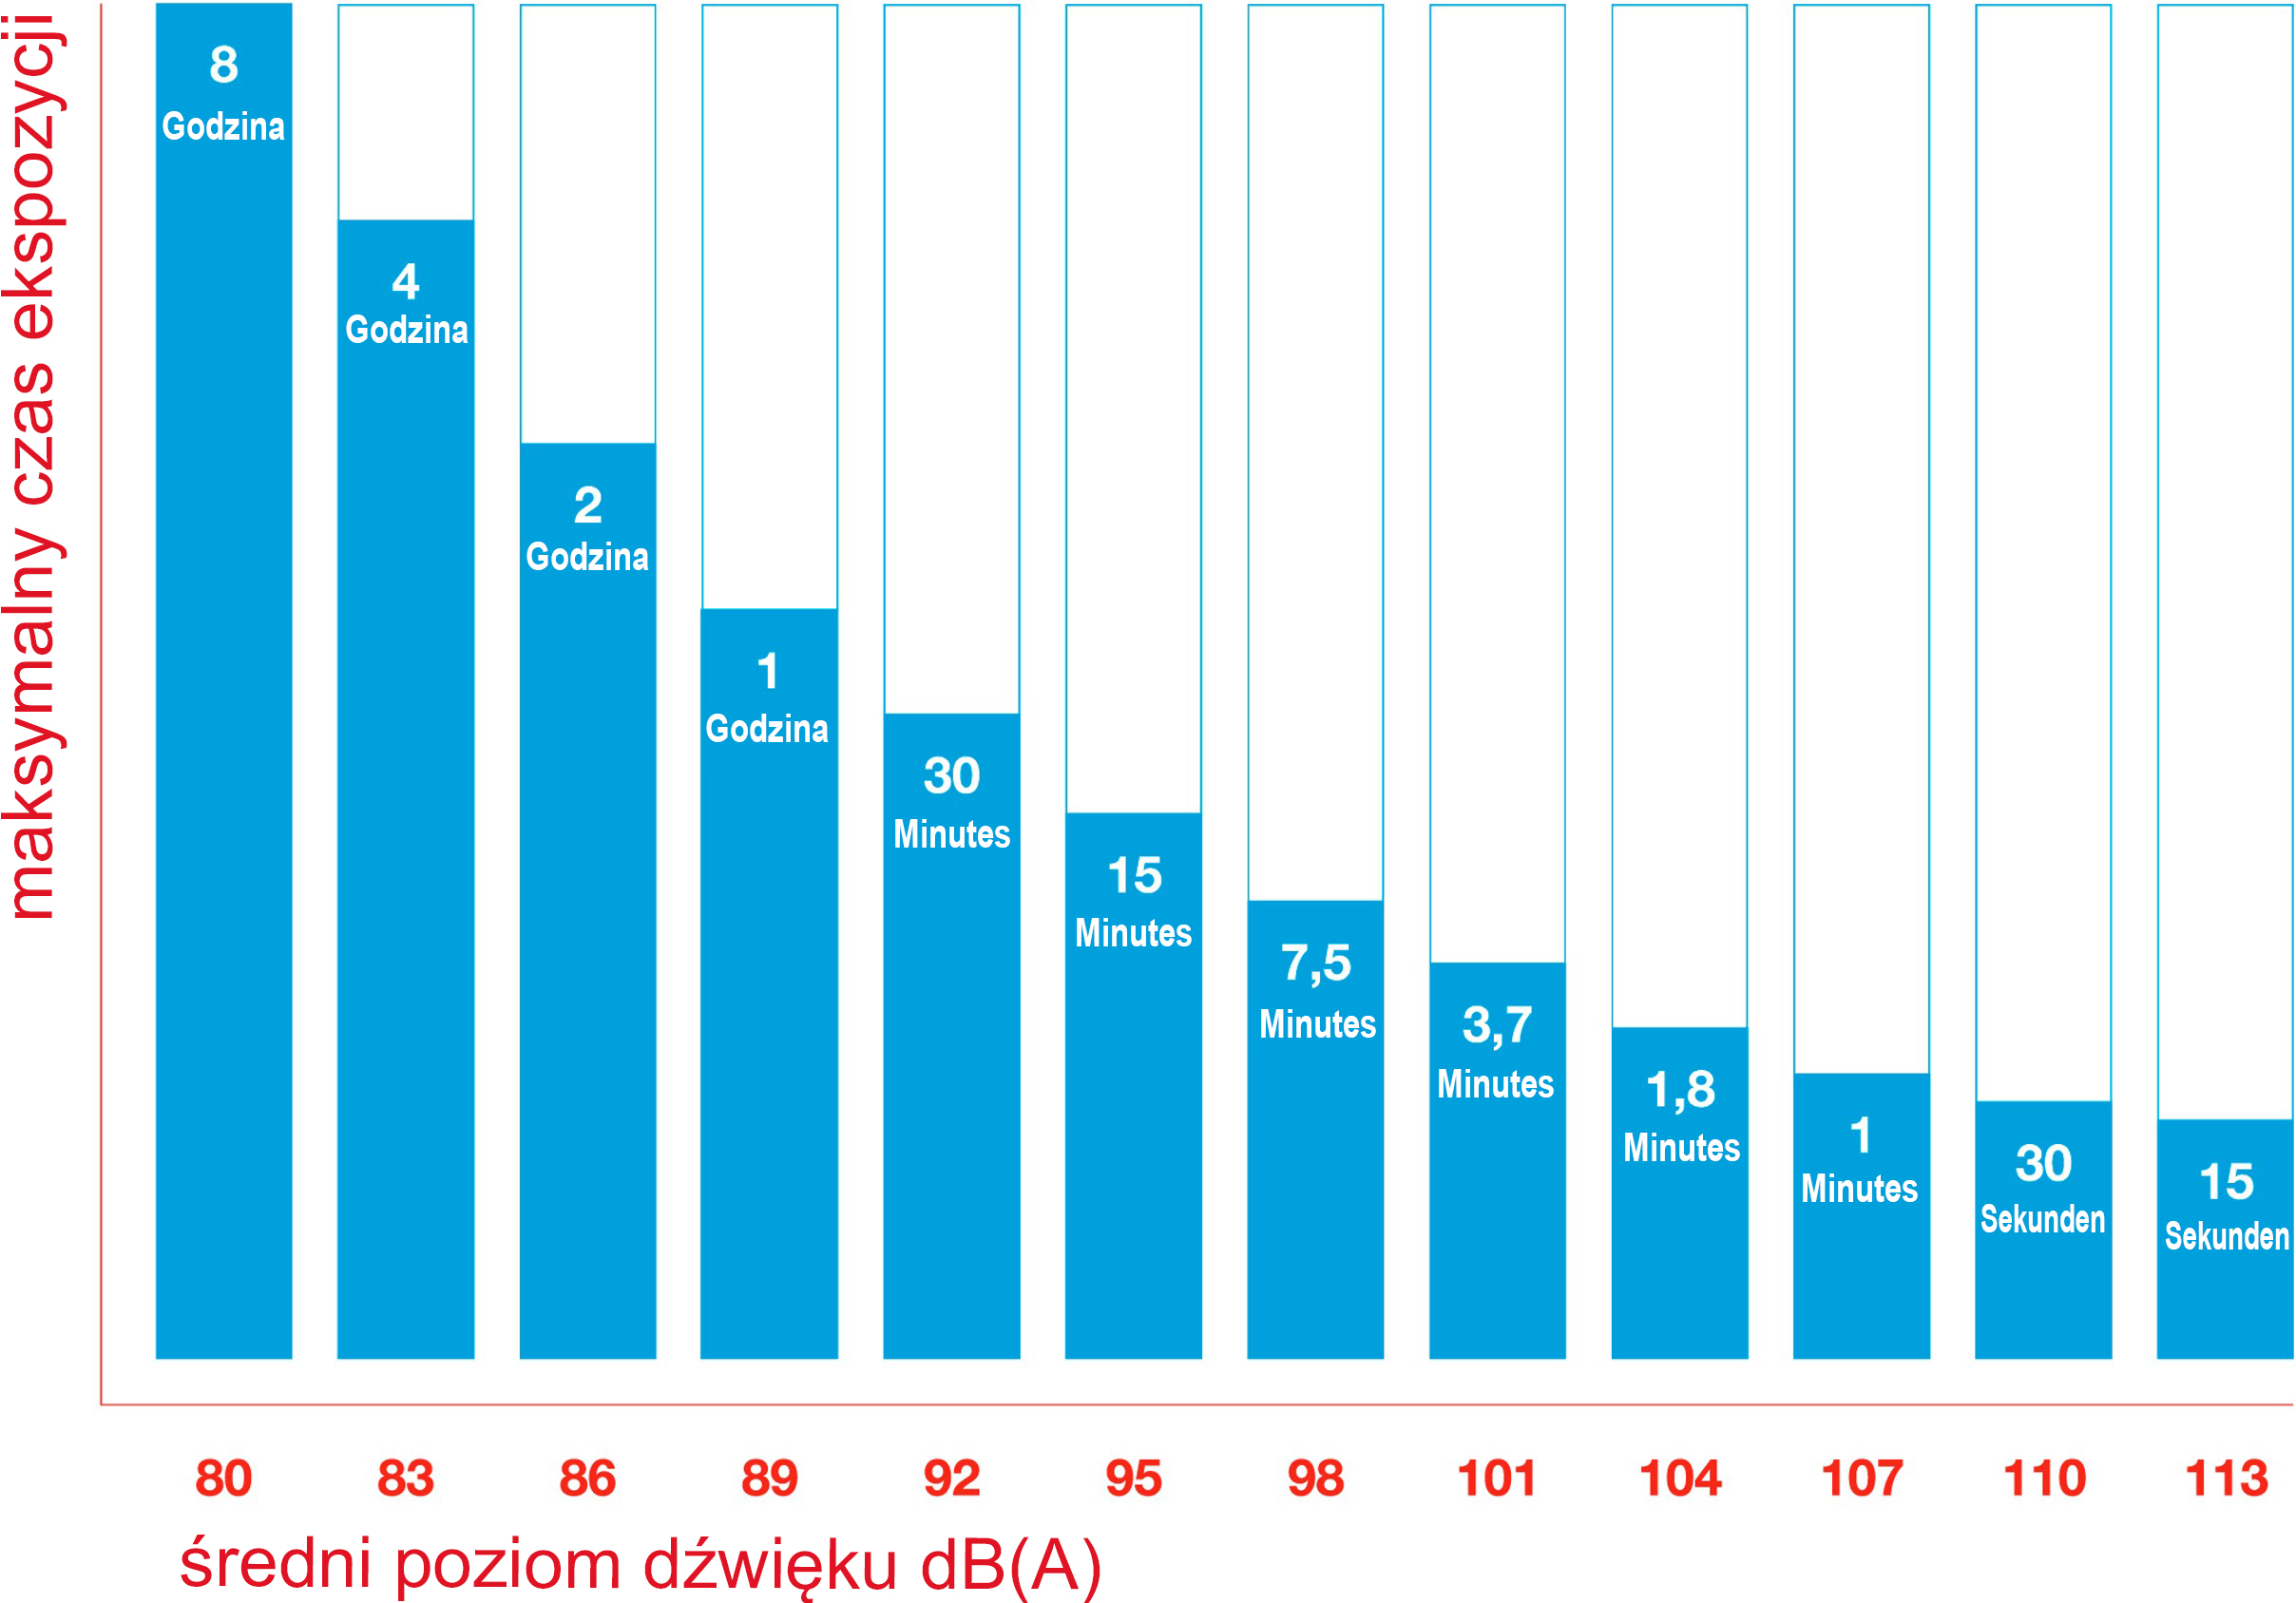 maksymalny czas ekspozycji
8
Godzina
4
Godzina
2
Godzina
1
Godzina
30
Minutes
15
Minutes
7,5
Minutes
3,7
Minutes
1,8
Minutes
1
Minutes
30
Sekunden
15
Sekunden
80 83 86 89 92 95 98 101 104 107 110 113
średni poziom dźwięku dB(A)